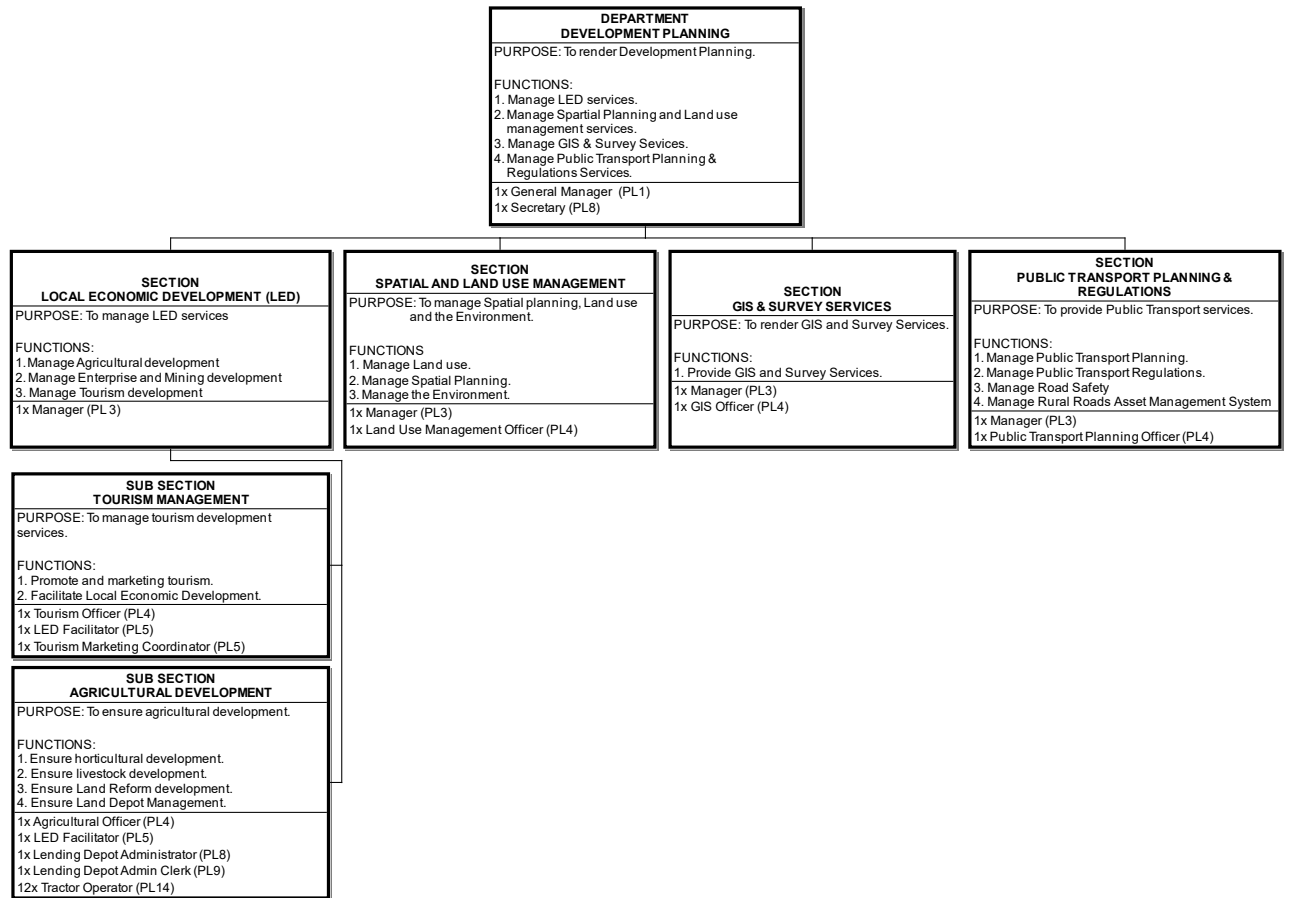 DEPARTMENT
DEVELOPMENT PLANNING
PURPOSE: To render Development Planning.
FUNCTIONS:
1. Manage LED services.
2. Manage Spartial Planning and Land use
management services.
3. Manage GIS & Survey Sevices.
4. Manage Public Transport Planning &
Regulations Services.
1x General Manager (PL1)
1x Secretary (PL8)
SECTION
LOCAL ECONOMIC DEVELOPMENT (LED)
PURPOSE: To manage LED services
FUNCTIONS:
1. Manage Agricultural development
2. Manage Enterprise and Mining development
3. Manage Tourism development
1x Manager (PL 3)
SECTION
SPATIAL AND LAND USE MANAGEMENT
PURPOSE: To manage Spatial planning, Land use
and the Environment.
FUNCTIONS
1. Manage Land use.
2. Manage Spatial Planning.
3. Manage the Environment.
1x Manager (PL3)
1x Land Use Management Officer (PL4)
SECTION
GIS & SURVEY SERVICES
PURPOSE: To render GIS and Survey Services.
FUNCTIONS:
1. Provide GIS and Survey Services.
1x Manager (PL3)
1x GIS Officer (PL4)
SECTION
PUBLIC TRANSPORT PLANNING &
REGULATIONS
PURPOSE: To provide Public Transport services.
FUNCTIONS:
1. Manage Public Transport Planning.
2. Manage Public Transport Regulations.
3. Manage Road Safety
4. Manage Rural Roads Asset Management System
1x Manager (PL3)
1x Public Transport Planning Officer (PL4)
SUB SECTION
TOURISM MANAGEMENT
PURPOSE: To manage tourism development
services.
FUNCTIONS:
1. Promote and marketing tourism.
2. Facilitate Local Economic Development.
1x Tourism Officer (PL4)
1x LED Facilitator (PL5)
1x Tourism Marketing Coordinator (PL5)
SUB SECTION
AGRICULTURAL DEVELOPMENT
PURPOSE: To ensure agricultural development.
FUNCTIONS:
1. Ensure horticultural development.
2. Ensure livestock development.
3. Ensure Land Reform development.
4. Ensure Land Depot Management.
1x Agricultural Officer (PL4)
1x LED Facilitator (PL5)
1x Lending Depot Administrator (PL8)
1x Lending Depot Admin Clerk (PL9)
12x Tractor Operator (PL14)